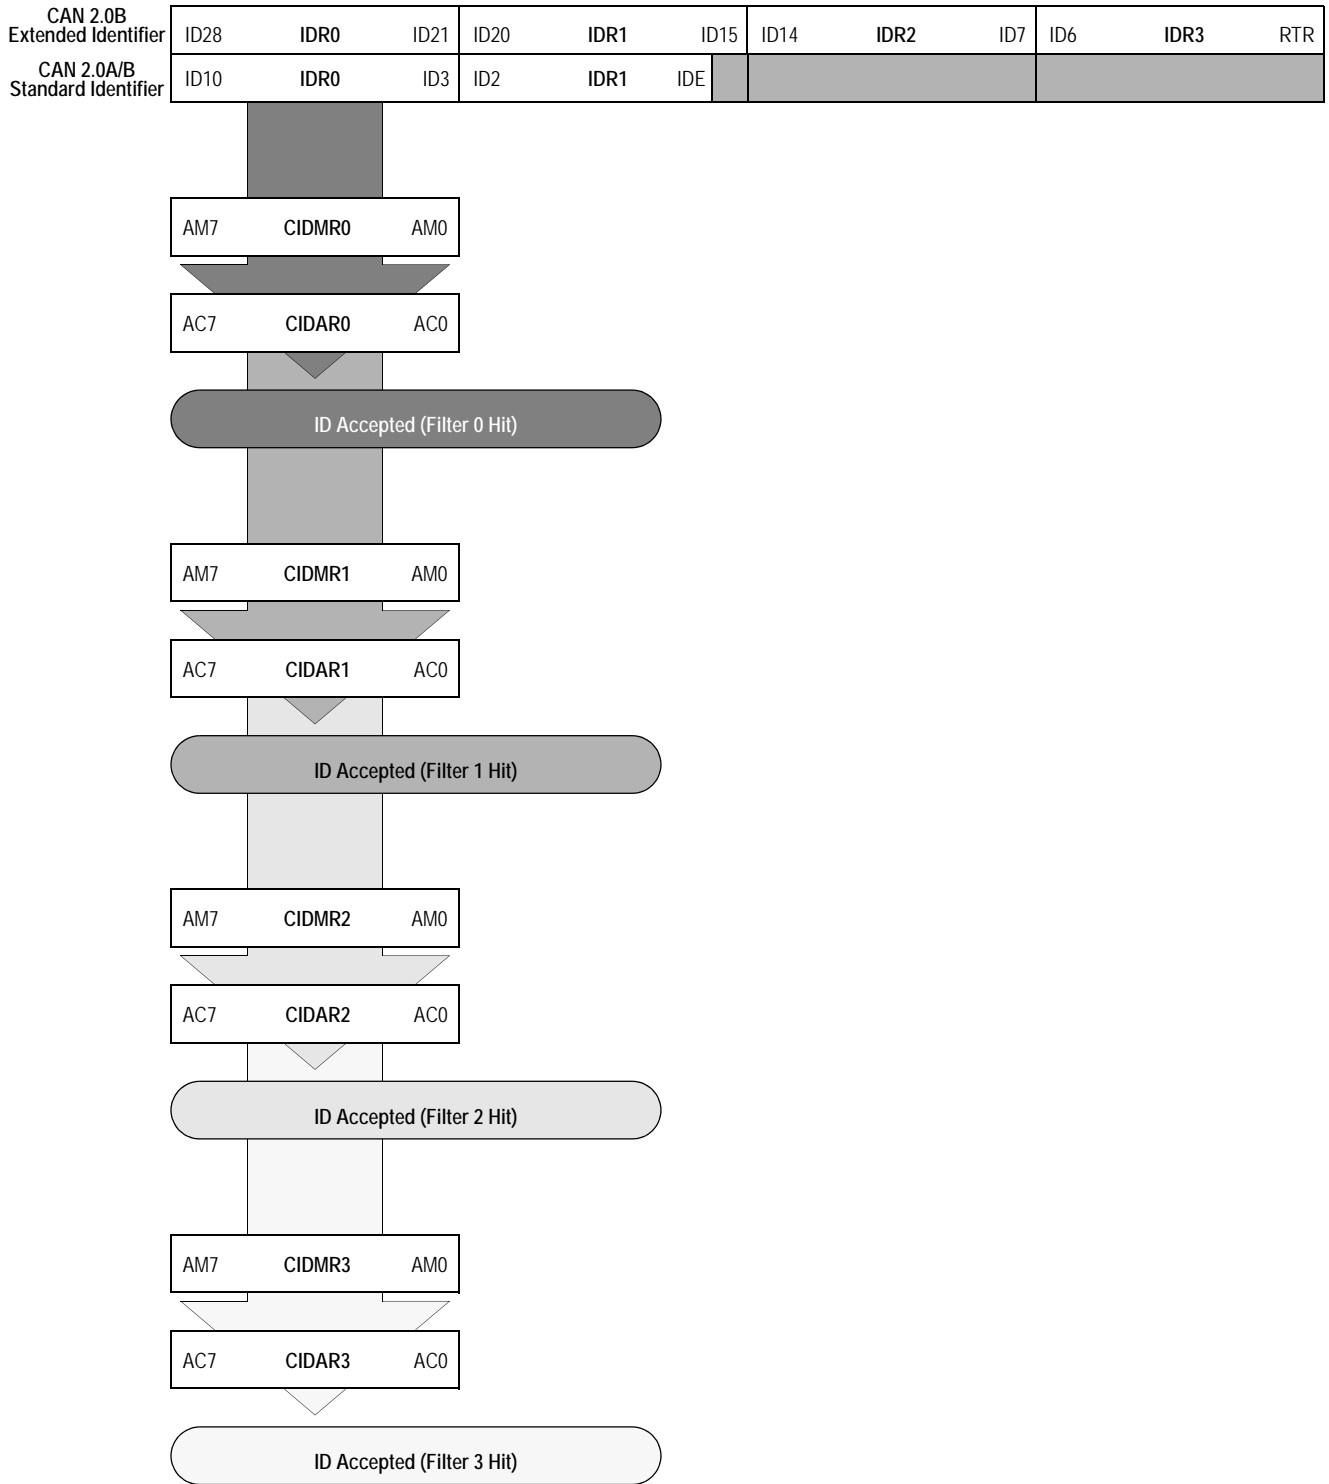 CAN 2.0B
Extended Identifier ID28 IDR0 ID21 ID20 IDR1 ID15 ID14 IDR2 ID7 ID6 IDR3 RTR
CAN 2.0A/B
Standard Identifier ID10 IDR0 ID3 ID2 IDR1 IDE
AM7 CIDMR0 AM0
AC7 CIDAR0 AC0
ID Accepted (Filter 0 Hit)
AM7 CIDMR1 AM0
AC7 CIDAR1 AC0
ID Accepted (Filter 1 Hit)
AM7 CIDMR2 AM0
AC7 CIDAR2 AC0
ID Accepted (Filter 2 Hit)
AM7 CIDMR3 AM0
AC7 CIDAR3 AC0
ID Accepted (Filter 3 Hit)